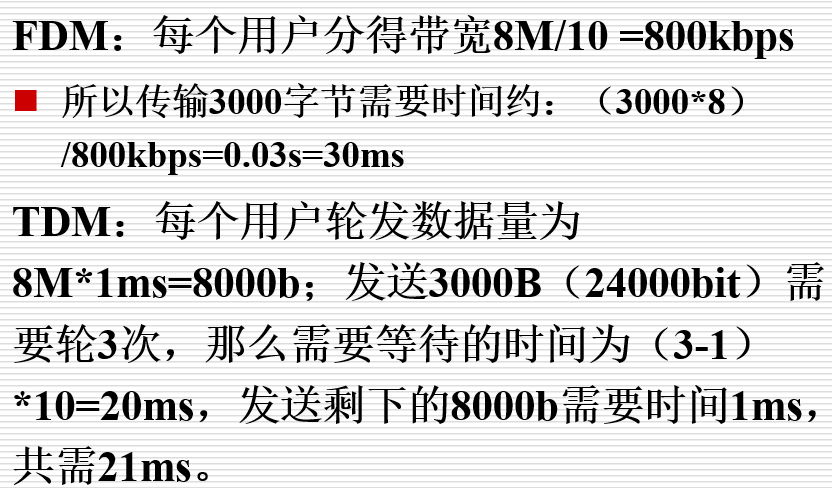 FDM：每个用户分得带宽8M/10 =800kbps
所以传输3000字节需要时间约：（3000*8）
/800kbps=0.03s=30ms
TDM：每个用户轮发数据量为
8M*1ms=8000b；发送3000B（24000bit）需
要轮3次，那么需要等待的时间为（3-1）
*10=20ms，发送剩下的8000b需要时间1ms，
共需21ms。